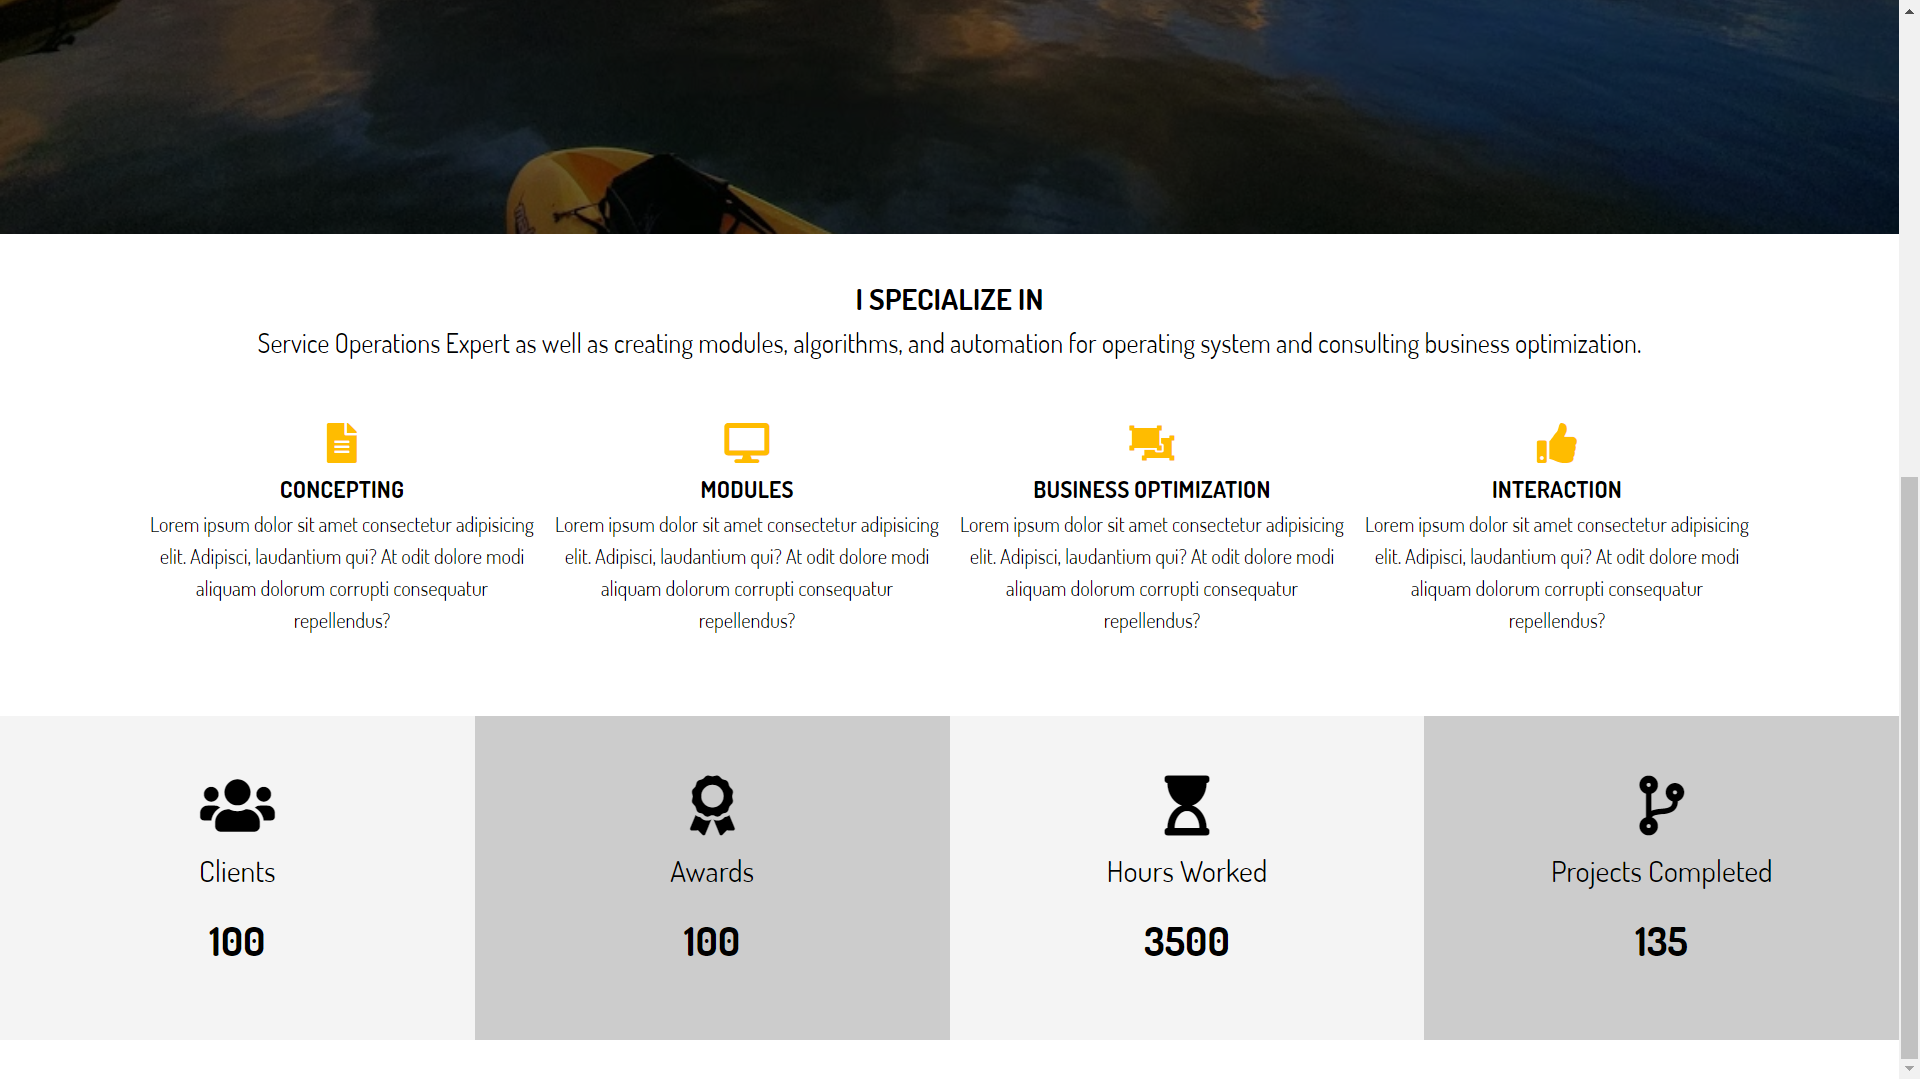 I SPECIALIZE IN
Service Operations Expert as well as creating modules, algorithms, and automation for operating system and consulting business optimization.
CONCEPTING
Lorem ipsum dolor sit amet consectetur adipisicing
elit. Adipisci, laudantium qui? At odit dolore modi
aliquam dolorum corrupti consequatur
repellendus?
MODULES
Lorem ipsum dolor sit amet consectetur adipisicing
elit. Adipisci, laudantium qui? At odit dolore modi
aliquam dolorum corrupti consequatur
repellendus?
BUSINESS OPTIMIZATION
Lorem ipsum dolor sit amet consectetur adipisicing
elit. Adipisci, laudantium qui? At odit dolore modi
aliquam dolorum corrupti consequatur
repellendus?
INTERACTION
Lorem ipsum dolor sit amet consectetur adipisicing
elit. Adipisci, laudantium qui? At odit dolore modi
aliquam dolorum corrupti consequatur
repellendus?
Clients
100
Awards
100
Hours Worked
3500
Projects Completed
135